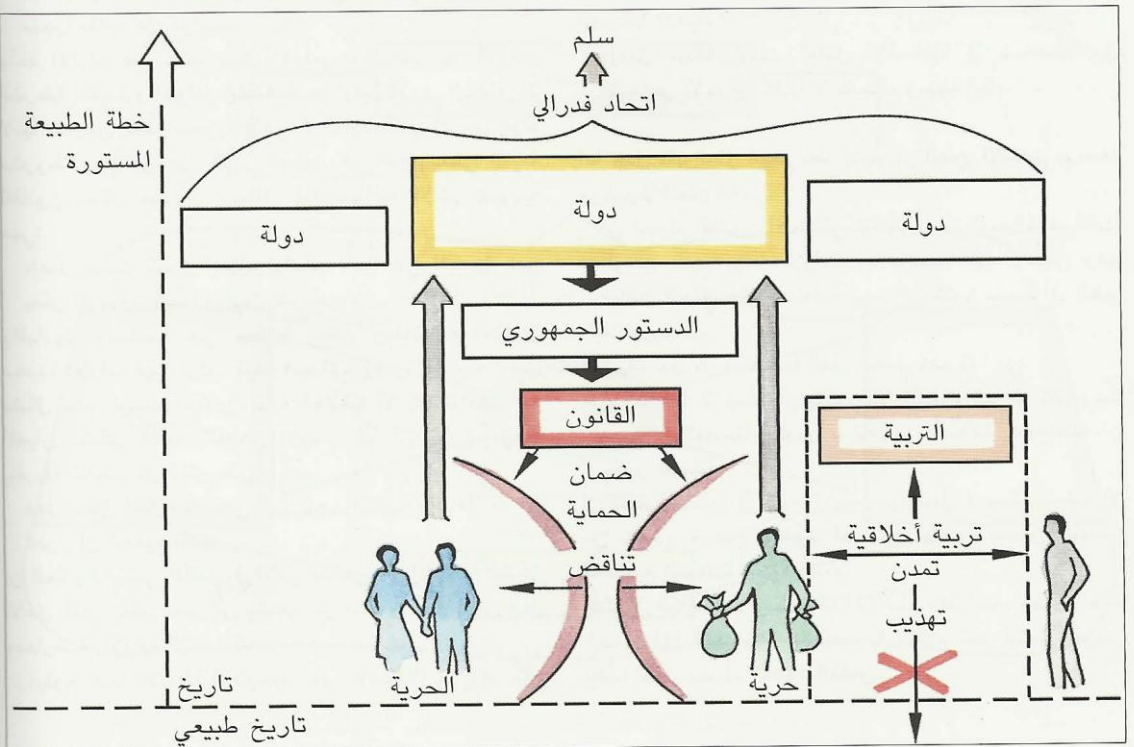 سلم
اتحاد فدرالي
خطة الطبيعة
المستورة
دولة
دولة
دولة
الدستور الجمهوري
القانون
ضمان
الحماية
تناقض
التربية
تربية أخلاقية
تمدن
تهذيب
حرية
الحرية
تاريخ
تاريخ طبيعي